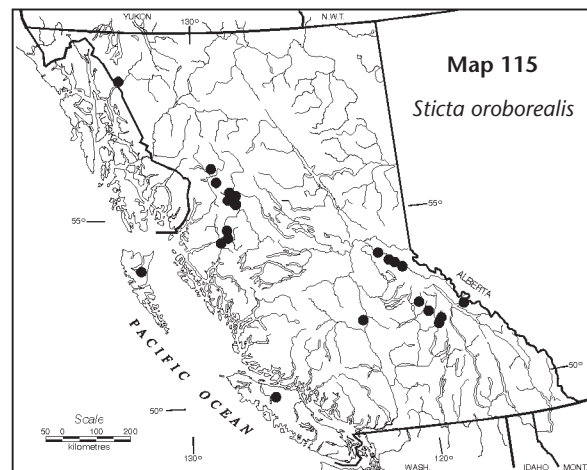 YUKON
130°
N.W.T.
Map 115
Sticta oroborealis
55°
55°
ALBERTA
PACIFIC OCEAN
50°
50°
Scale
50 0 100 200
kilometres
130°
120°
WASH.
IDAHO
MONT.